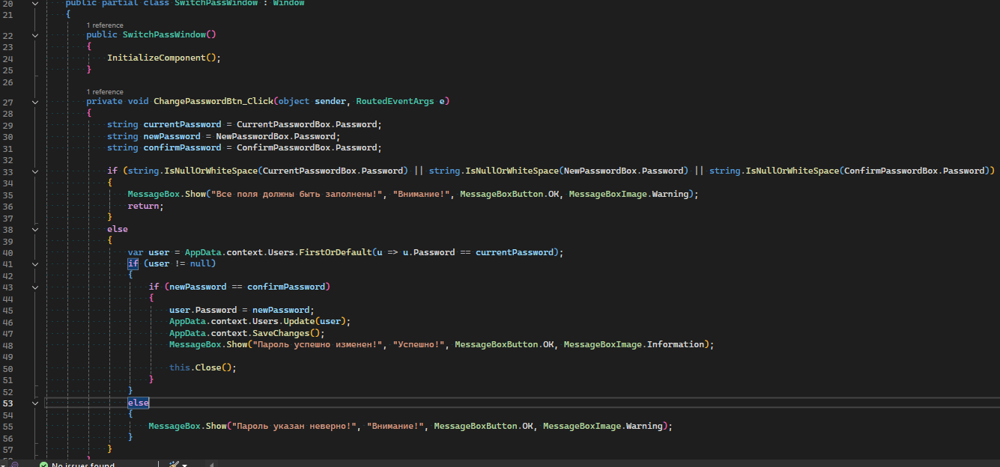 20 public partial class SwitchPassWindow : Window
21 {
1 reference
22 public SwitchPassWindow()
23 {
24 InitializeComponent();
25 }
26
1 reference
27 private void ChangePasswordBtn_Click(object sender, RoutedEventArgs e)
28 {
29 string currentPassword = CurrentPasswordBox.Password;
30 string newPassword = NewPasswordBox.Password;
31 string confirmPassword = ConfirmPasswordBox.Password;
32
33 if (string.IsNullOrWhiteSpace(CurrentPasswordBox.Password) || string.IsNullOrWhiteSpace(NewPasswordBox.Password) || string.IsNullOrWhiteSpace(ConfirmPasswordBox.Password))
34 {
35 MessageBox.Show("Все поля должны быть заполнены!", "Внимание!", MessageBoxButton.OK, MessageBoxImage.Warning);
36 return;
37 }
38 else
39 {
40 var user = AppData.context.Users.FirstOrDefault(u => u.Password == currentPassword);
41 if (user != null)
42 {
43 if (newPassword == confirmPassword)
44 {
45 user.Password = newPassword;
46 AppData.context.Users.Update(user);
47 AppData.context.SaveChanges();
48 MessageBox.Show("Пароль успешно изменен!", "Успешно!", MessageBoxButton.OK, MessageBoxImage.Information);
49
50 this.Close();
51 }
52 }
53 else
54 {
55 MessageBox.Show("Пароль указан неверно!", "Внимание!", MessageBoxButton.OK, MessageBoxImage.Warning);
56 }
57 }
58 }
No issues found